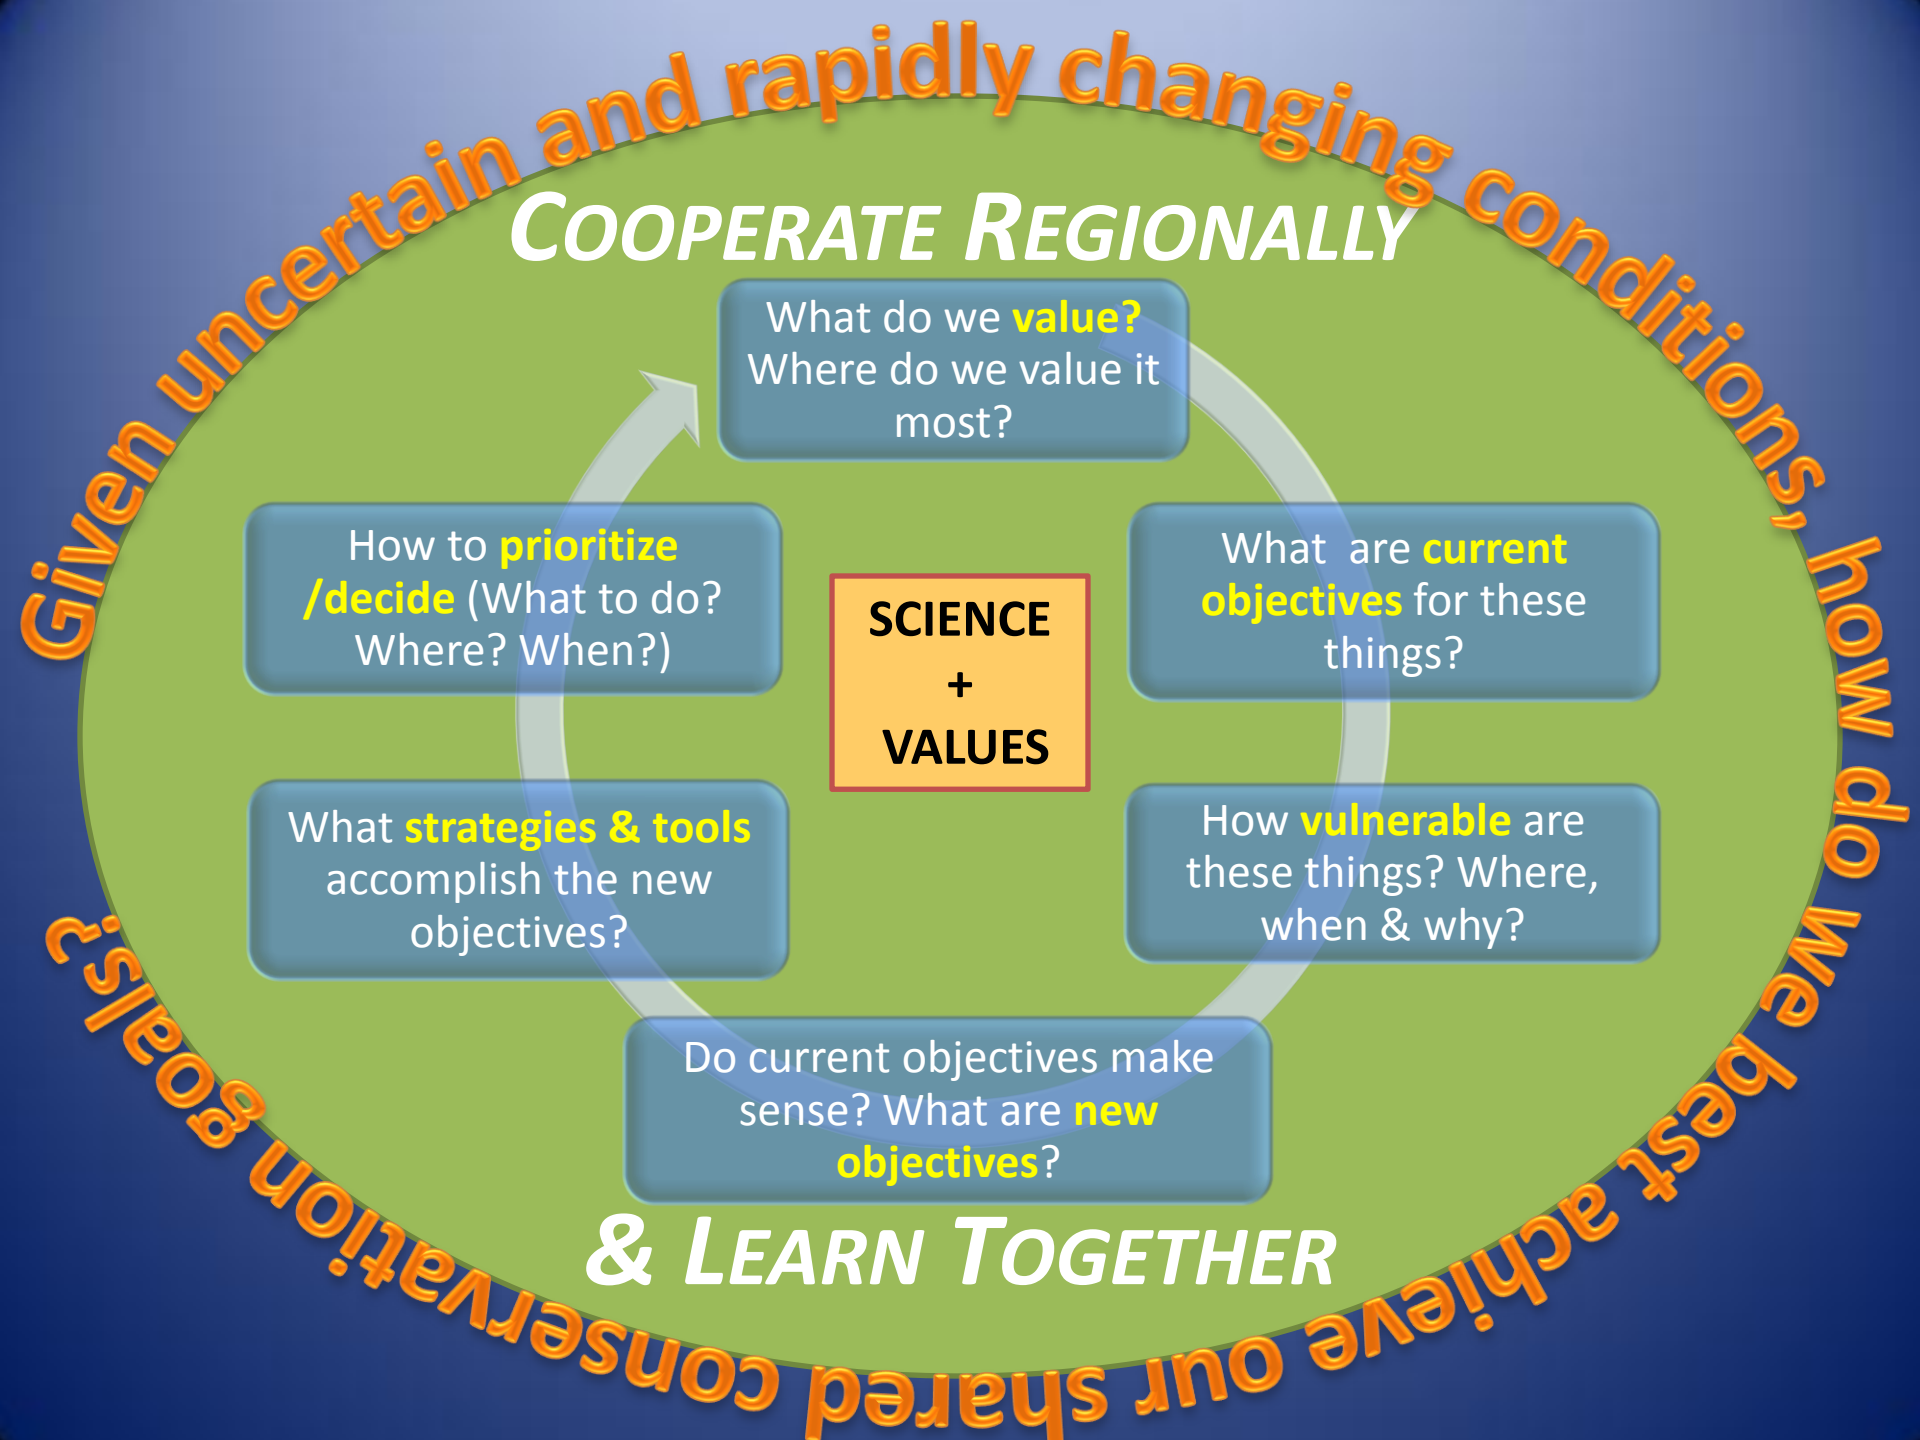 Given uncertain and rapidly changing conditions, how do we best achieve our shared conservation goals?
COOPERATE REGIONALLY
What do we value?
Where do we value it
most?
What  are current
objectives for these
things?
How vulnerable are
these things? Where,
when & why?
Do current objectives make
sense? What are new
objectives?
What strategies & tools
accomplish the new
objectives?
How to prioritize
/decide (What to do?
Where? When?)
SCIENCE
+
VALUES
& LEARN TOGETHER